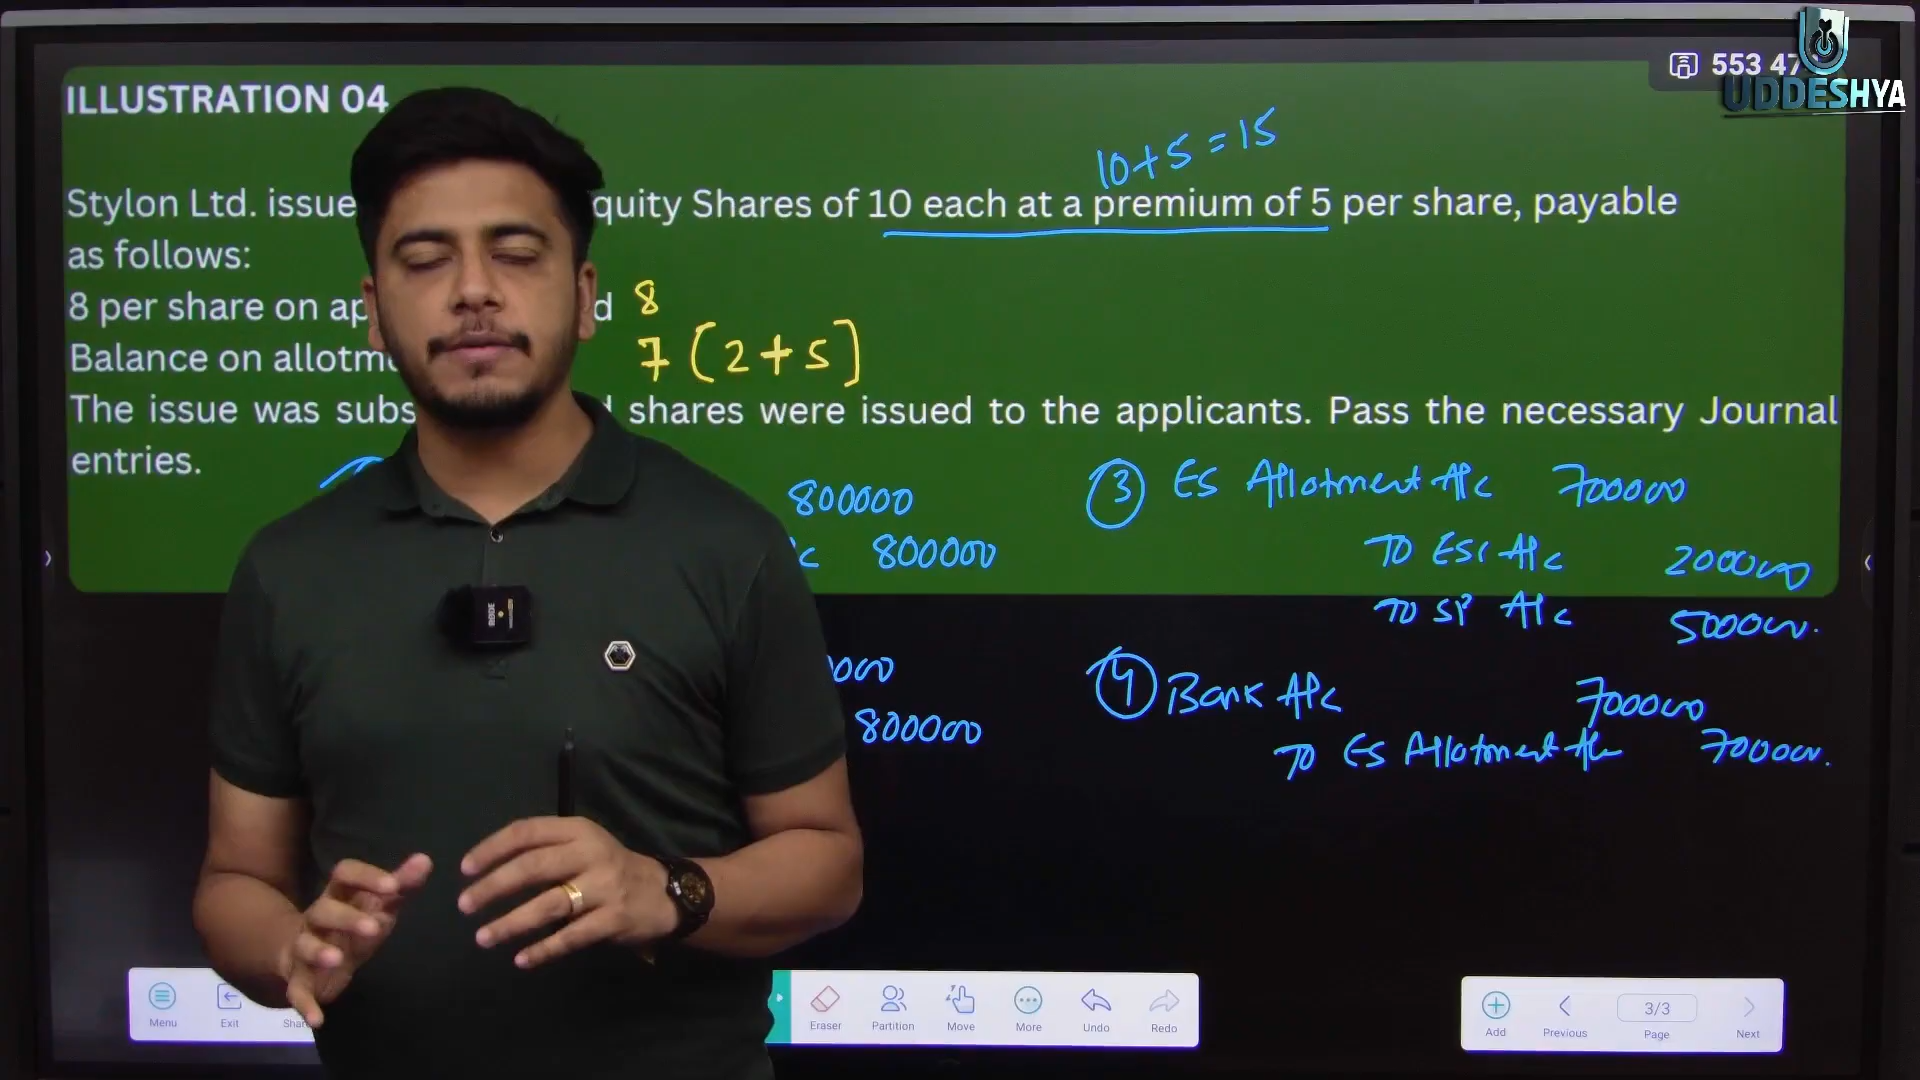 553 47
UDDESHYA
ILLUSTRATION 04
10+5=15
Stylon Ltd. issue quity Shares of 10 each at a premium of 5 per share, payable
as follows:
8 per share on ap d 8
Balance on allotm 7 (2+5]
The issue was subs d shares were issued to the applicants. Pass the necessary Journal
entries.
800000
c 800000
000
800000
3 ES Allotment A/c 700000
To ESC A/c 200000
To SP A/c 500000.
4 Bank A/c 700000
To ES Allotment A/c 700000.
RODE
Menu Exit Shar Eraser Partition Move More Undo Redo Add Previous 3/3 Page Next